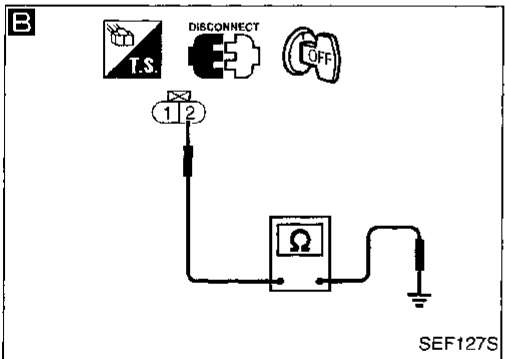 B
T.S.
DISCONNECT
OFF
1 2
Ω
SEF127S